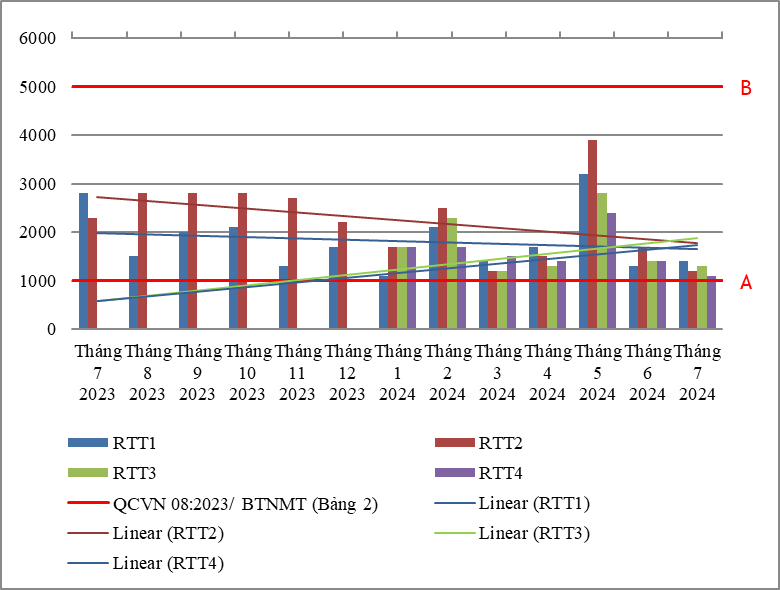 6000
5000
B
4000
3000
2000
1000
A
0
Tháng Tháng Tháng Tháng Tháng Tháng Tháng Tháng Tháng Tháng Tháng Tháng Tháng
7 8 9 10 11 12 1 2 3 4 5 6 7
2023 2023 2023 2023 2023 2023 2024 2024 2024 2024 2024 2024 2024
RTT1 RTT2
RTT3 RTT4
QCVN 08:2023/ BTNMT (Bảng 2) Linear (RTT1)
Linear (RTT2) Linear (RTT3)
Linear (RTT4)